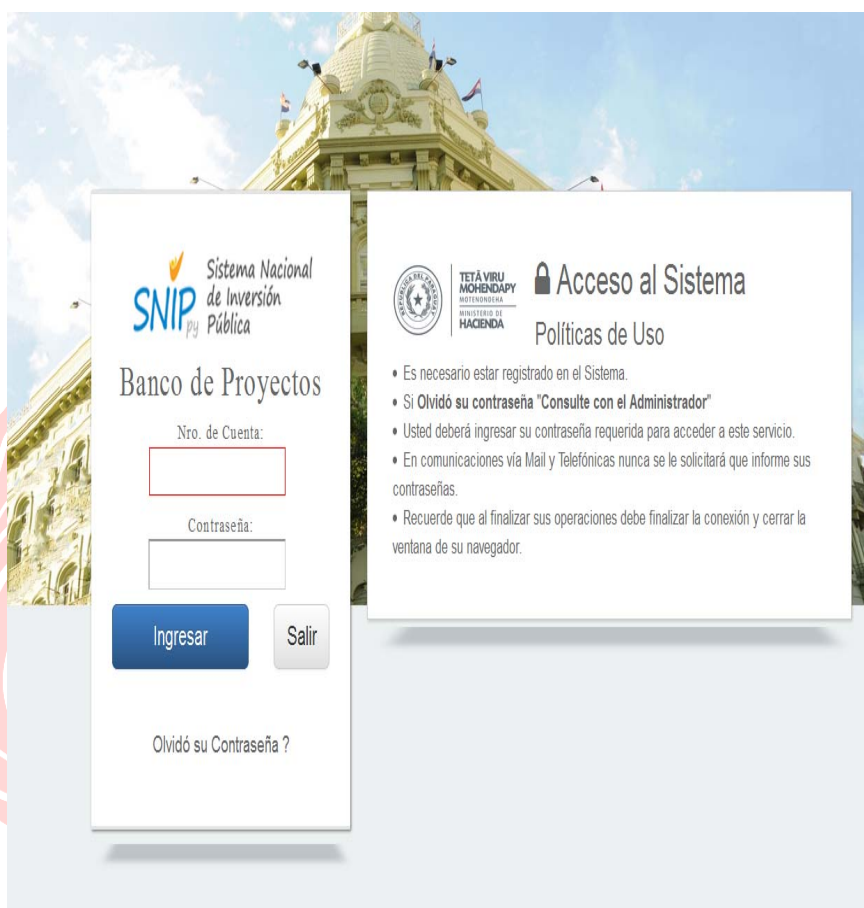 SNIP py
Sistema Nacional
de Inversión
Pública
Banco de Proyectos
Nro. de Cuenta:
Contraseña:
Ingresar
Salir
Olvidó su Contraseña ?
REPUBLICA DEL PARAGUAY
TETÃ VIRU
MOHENDAPY
MOTENONDEHA
MINISTERIO DE
HACIENDA
Acceso al Sistema
Políticas de Uso
• Es necesario estar registrado en el Sistema.
• Si Olvidó su contraseña "Consulte con el Administrador"
• Usted deberá ingresar su contraseña requerida para acceder a este servicio.
• En comunicaciones vía Mail y Telefónicas nunca se le solicitará que informe sus
contraseñas.
• Recuerde que al finalizar sus operaciones debe finalizar la conexión y cerrar la
ventana de su navegador.